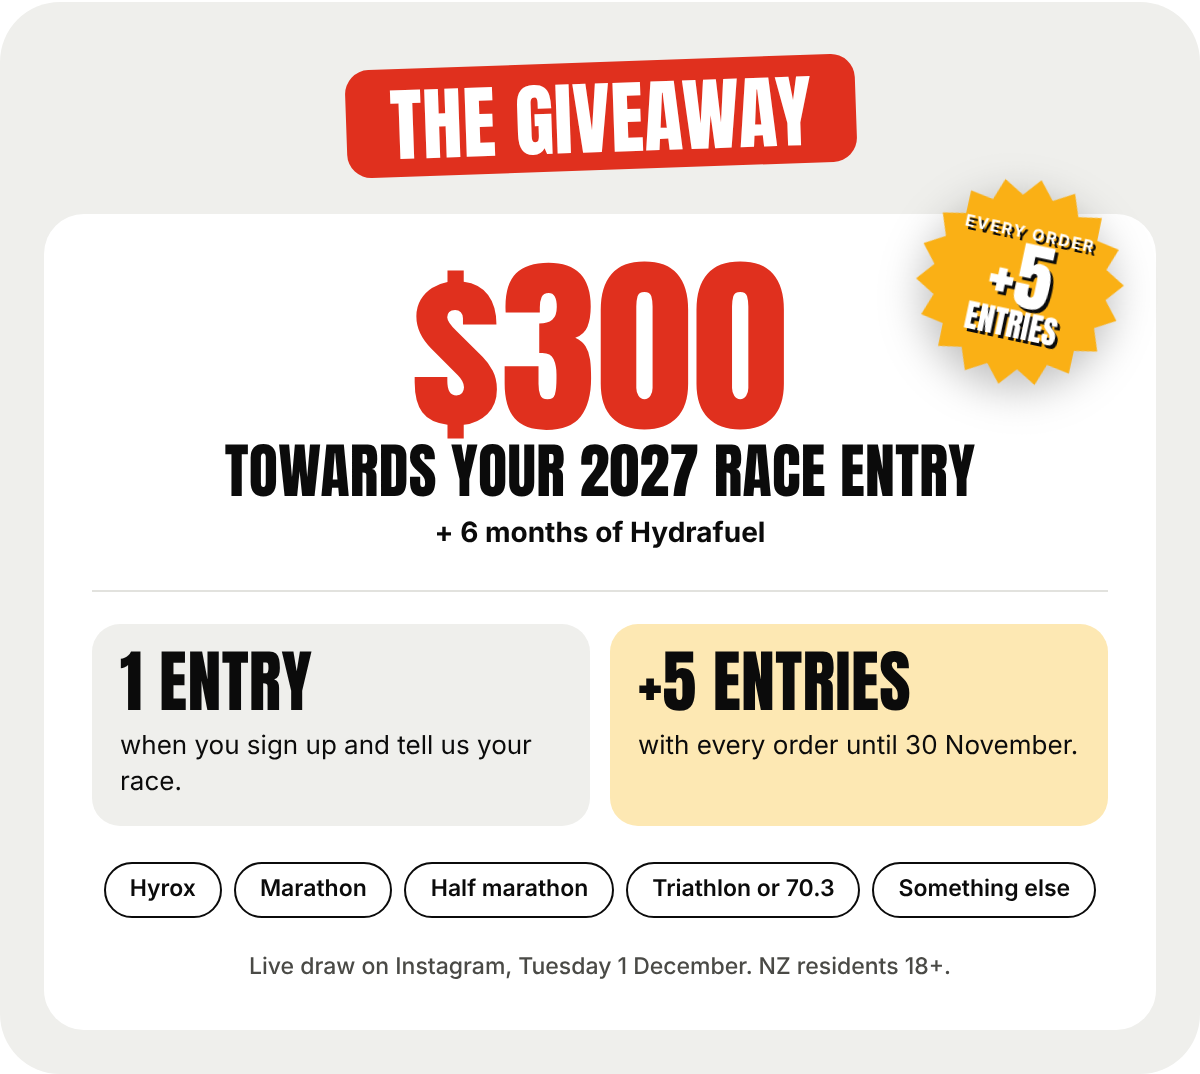 THE GIVEAWAY
EVERY ORDER
+5
ENTRIES
$300
TOWARDS YOUR 2027 RACE ENTRY
+ 6 months of Hydrafuel
1 ENTRY
when you sign up and tell us your
race.
+5 ENTRIES
with every order until 30 November.
Hyrox
Marathon
Half marathon
Triathlon or 70.3
Something else
Live draw on Instagram, Tuesday 1 December. NZ residents 18+.